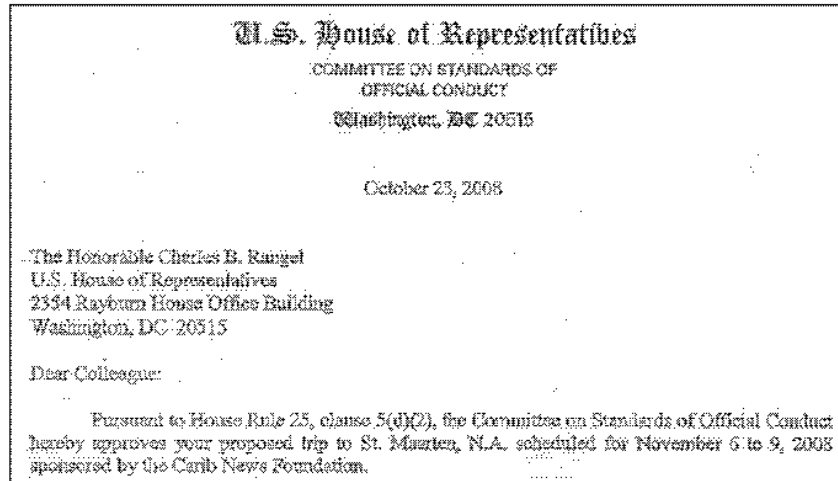 U.S. House of Representatives
COMMITTEE ON STANDARDS OF
OFFICIAL CONDUCT
Washington, DC 20515
October 23, 2008
The Honorable Charles B. Rangel
U.S. House of Representatives
2354 Rayburn House Office Building
Washington, DC 20515
Dear Colleague:
Pursuant to House Rule 25, clause 5(d)(2), the Committee on Standards of Official Conduct
hereby approves your proposed trip to St. Maarten, N.A. scheduled for November 6 to 9, 2008
sponsored by the Carib News Foundation.